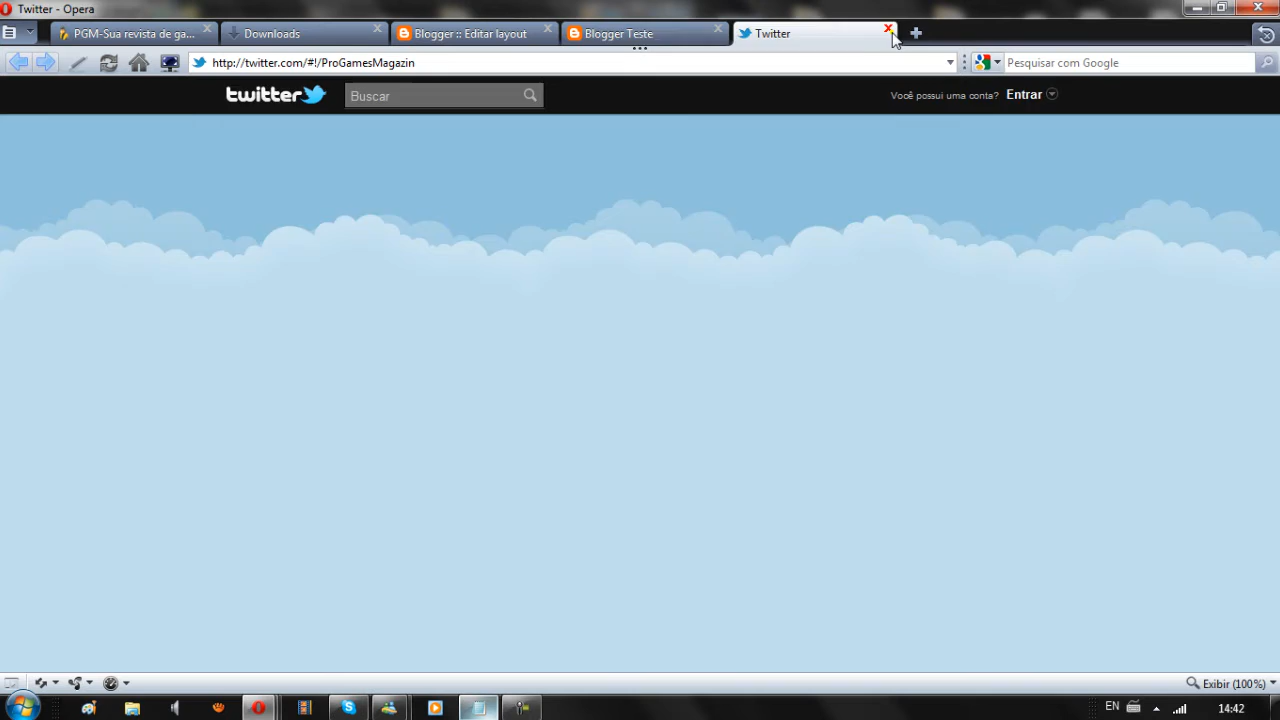 Twitter - Opera
PGM-Sua revista de ga...
Downloads
Blogger :: Editar layout
Blogger Teste
Twitter
http://twitter.com/#!/ProGamesMagazin
Pesquisar com Google
twitter
Buscar
Você possui uma conta? Entrar
Exibir (100%)
EN
14:42